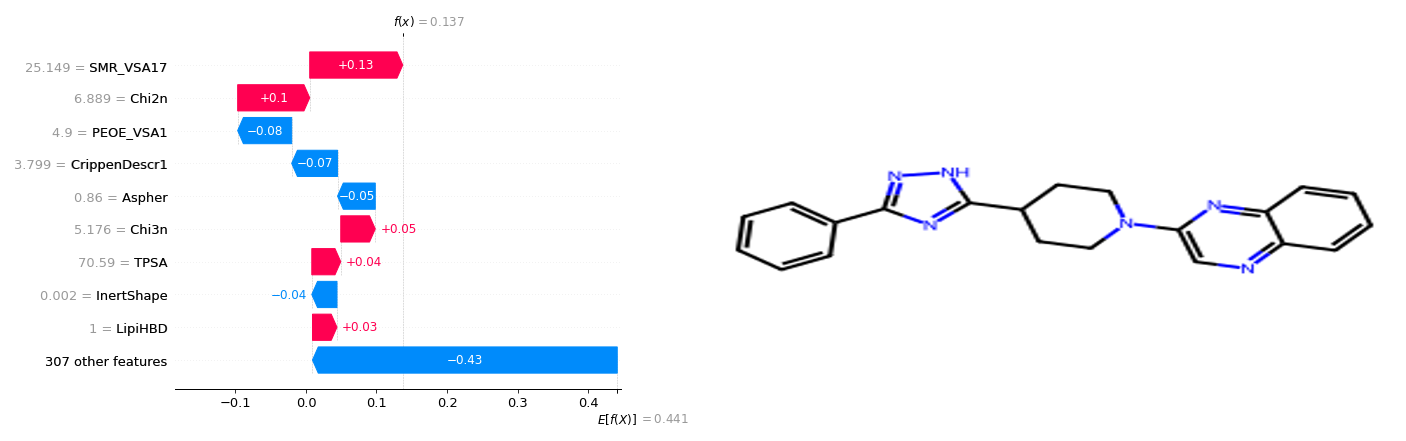 f(x) = 0.137
25.149 = SMR_VSA17
+0.13
6.889 = Chi2n
+0.1
4.9 = PEOE_VSA1
−0.08
3.799 = CrippenDescr1
−0.07
0.86 = Aspher
−0.05
5.176 = Chi3n
+0.05
70.59 = TPSA
+0.04
0.002 = InertShape
−0.04
1 = LipiHBD
+0.03
307 other features
−0.43
−0.1 0.0 0.1 0.2 0.3 0.4
E[f(X)] = 0.441
N
NH
N
N
N
N